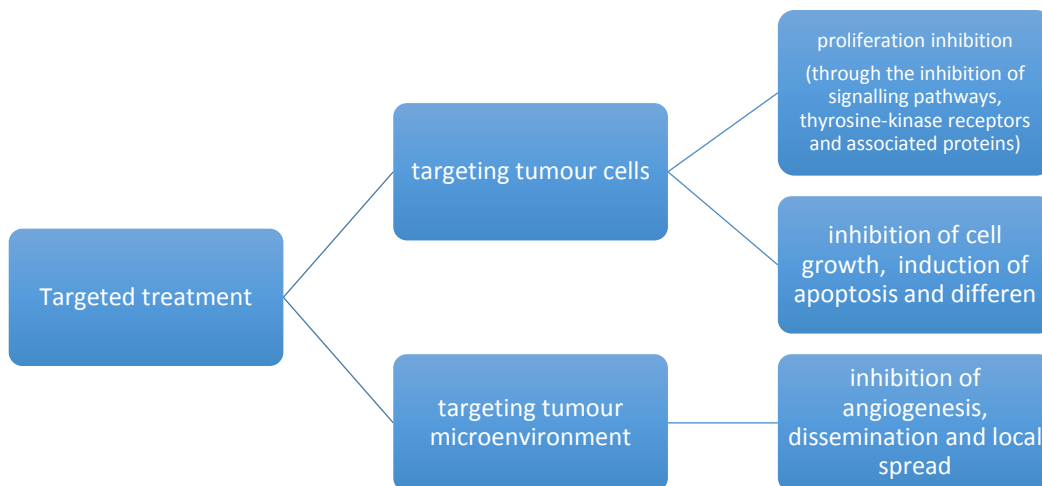 Targeted treatment
targeting tumour cells
proliferation inhibition
(through the inhibition of
signalling pathways,
thyrosine-kinase receptors
and associated proteins)
inhibition of cell
growth, induction of
apoptosis and differen
targeting tumour
microenvironment
inhibition of
angiogenesis,
dissemination and local
spread